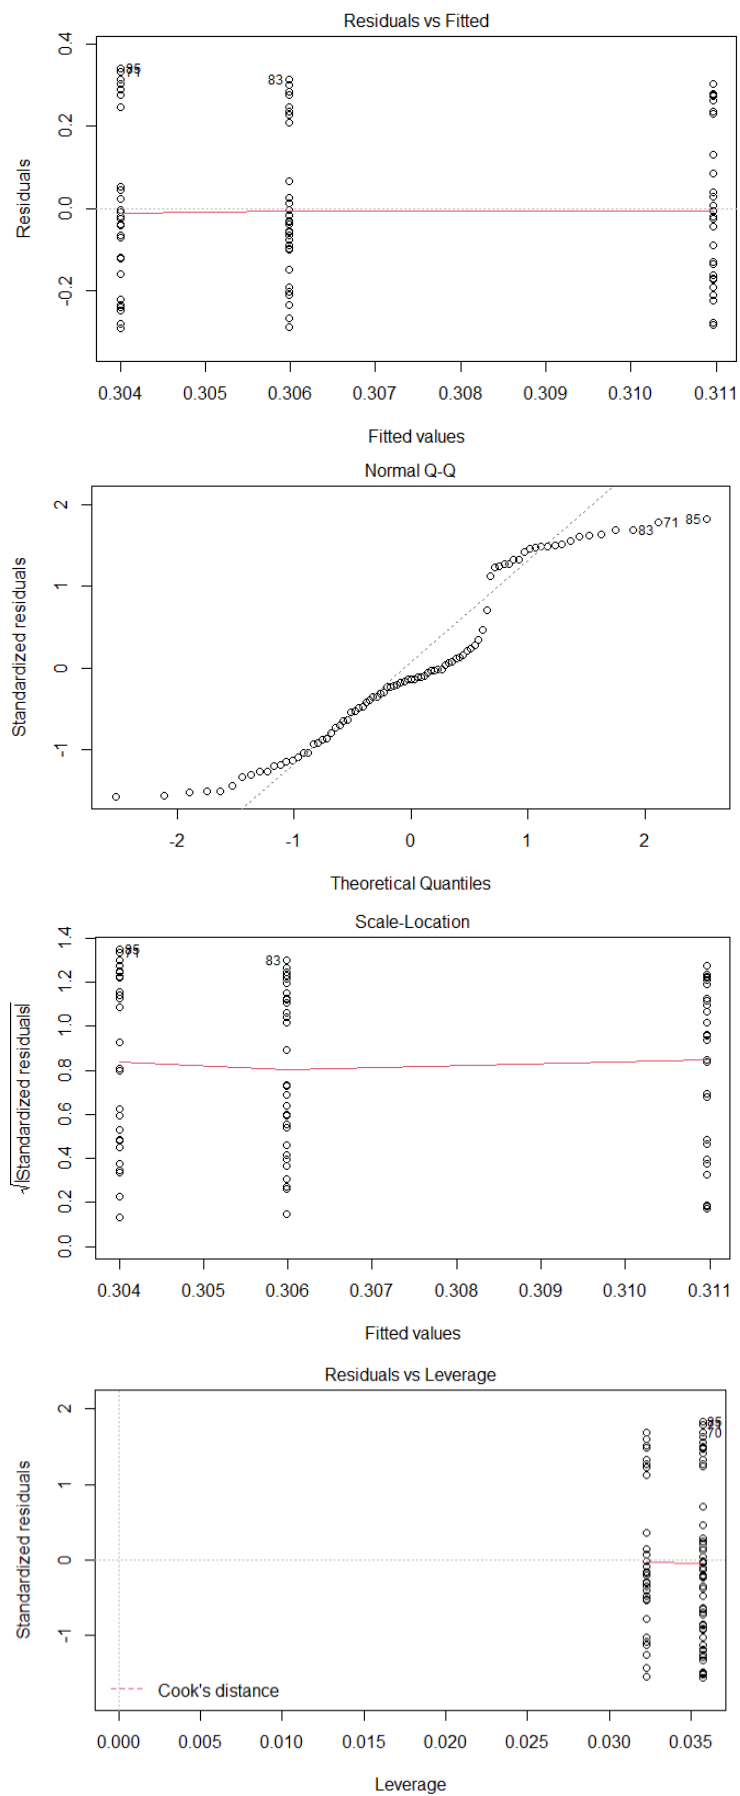 Residuals vs Fitted
0.4
0.2
0.0
-0.2
Residuals
85
71
83
0.304 0.305 0.306 0.307 0.308 0.309 0.310 0.311
Fitted values
Normal Q-Q
2
1
0
-1
Standardized residuals
83
71
85
-2 -1 0 1 2
Theoretical Quantiles
Scale-Location
1.4
1.2
1.0
0.8
0.6
0.4
0.2
0.0
√|Standardized residuals|
85
71
83
0.304 0.305 0.306 0.307 0.308 0.309 0.310 0.311
Fitted values
Residuals vs Leverage
2
1
0
-1
Standardized residuals
85
71
70
Cook's distance
0.000 0.005 0.010 0.015 0.020 0.025 0.030 0.035
Leverage